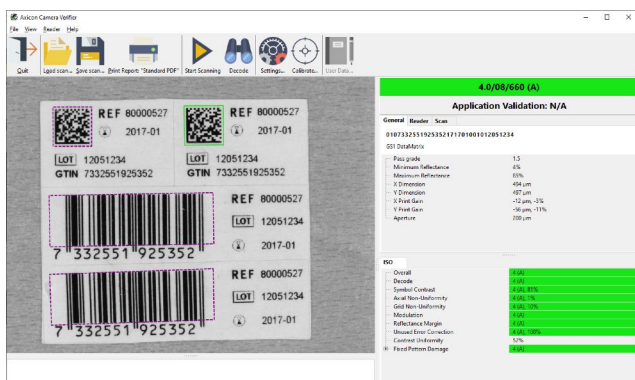 Axicon Camera Verifier
File View Reader Help
Quit Load scan... Save scan... Print Report: "Standard PDF" Start Scanning Decode Settings... Calibrate... User Data...
REF 80000527
2017-01
LOT 12051234
GTIN 7332551925352
REF 80000527
2017-01
LOT 12051234
GTIN 7332551925352
REF 80000527
LOT 12051234
2017-01
7 332551 925352
REF 80000527
LOT 12051234
2017-01
7 332551 925352
4.0/08/660 (A)
Application Validation: N/A
General Reader Scan
0107332551925352171701001012051234
GS1 DataMatrix
Pass grade 1.5
Minimum Reflectance 4%
Maximum Reflectance 85%
X Dimension 494 µm
Y Dimension 487 µm
X Print Gain -12 µm, -3%
Y Print Gain -56 µm, -11%
Aperture 200 µm
ISO
Overall 4 (A)
Decode 4 (A)
Symbol Contrast 4 (A), 81%
Axial Non-Uniformity 4 (A), 1%
Grid Non-Uniformity 4 (A), 10%
Modulation 4 (A)
Reflectance Margin 4 (A)
Unused Error Correction 4 (A), 100%
Contrast Uniformity 57%
Fixed Pattern Damage 4 (A)